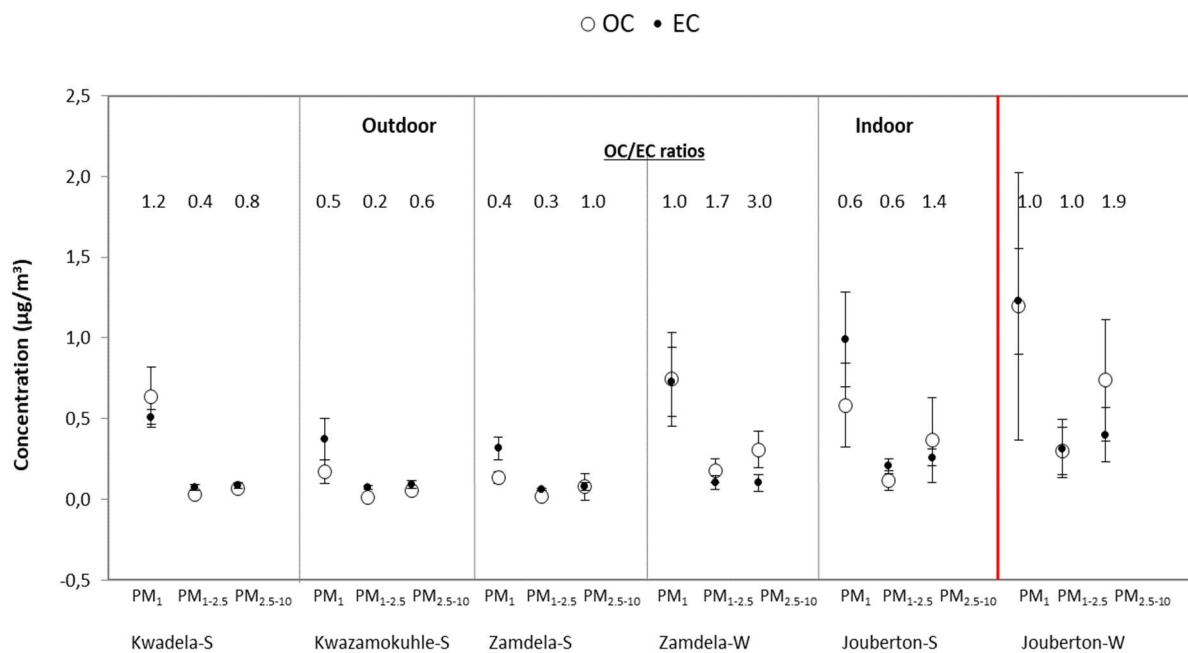 OC EC
2,5
Outdoor Indoor
OC/EC ratios
2,0
1.2 0.4 0.8 0.5 0.2 0.6 0.4 0.3 1.0 1.0 1.7 3.0 0.6 0.6 1.4 1.0 1.0 1.9
1,5
1,0
0,5
0,0
-0,5
Concentration (µg/m³)
PM₁ PM₁₋₂.₅ PM₂.₅₋₁₀ PM₁ PM₁₋₂.₅ PM₂.₅₋₁₀ PM₁ PM₁₋₂.₅ PM₂.₅₋₁₀ PM₁ PM₁₋₂.₅ PM₂.₅₋₁₀ PM₁ PM₁₋₂.₅ PM₂.₅₋₁₀ PM₁ PM₁₋₂.₅ PM₂.₅₋₁₀
Kwadela-S Kwazamokuhle-S Zamdela-S Zamdela-W Jouberton-S Jouberton-W